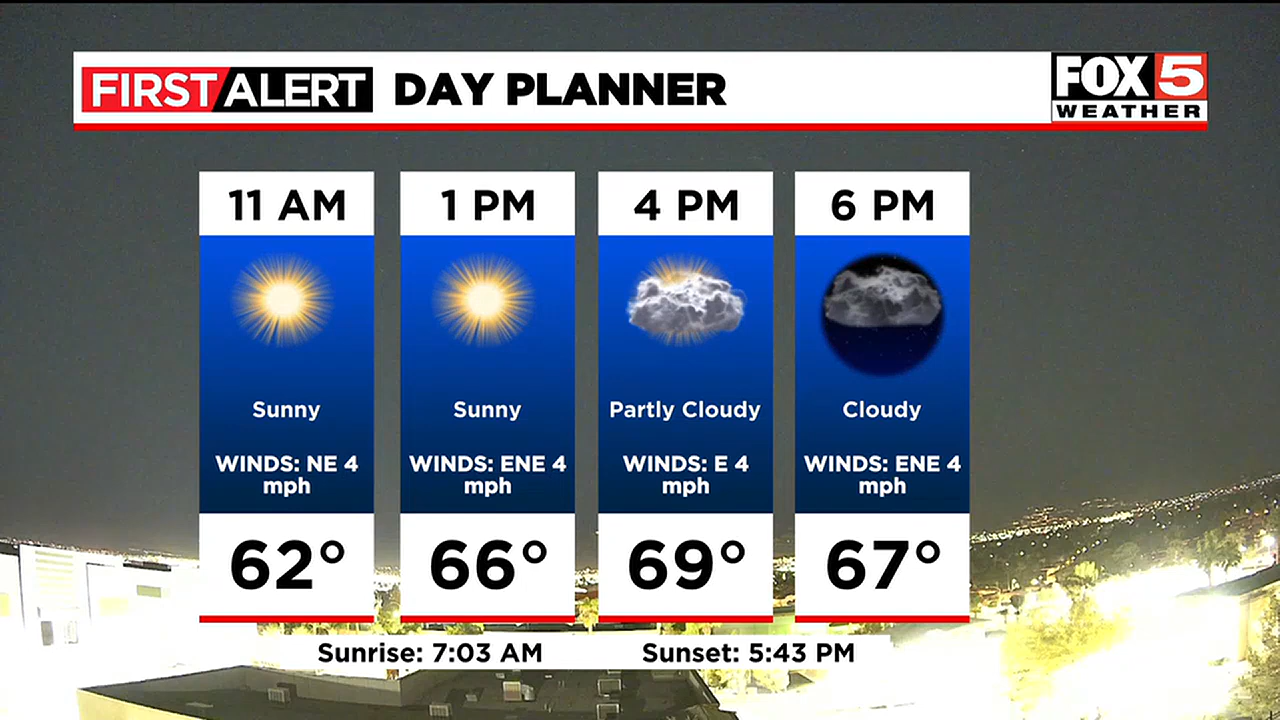 FIRST ALERT DAY PLANNER
FOX 5
WEATHER
11 AM
Sunny
WINDS: NE 4
mph
62°
1 PM
Sunny
WINDS: ENE 4
mph
66°
4 PM
Partly Cloudy
WINDS: E 4
mph
69°
6 PM
Cloudy
WINDS: ENE 4
mph
67°
Sunrise: 7:03 AM
Sunset: 5:43 PM